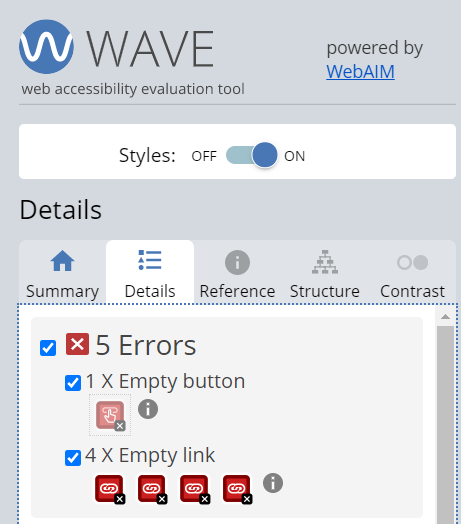 WAVE
web accessibility evaluation tool
powered by
WebAIM
Styles: OFF ON
Details
Summary Details Reference Structure Contrast
5 Errors
1 X Empty button
4 X Empty link